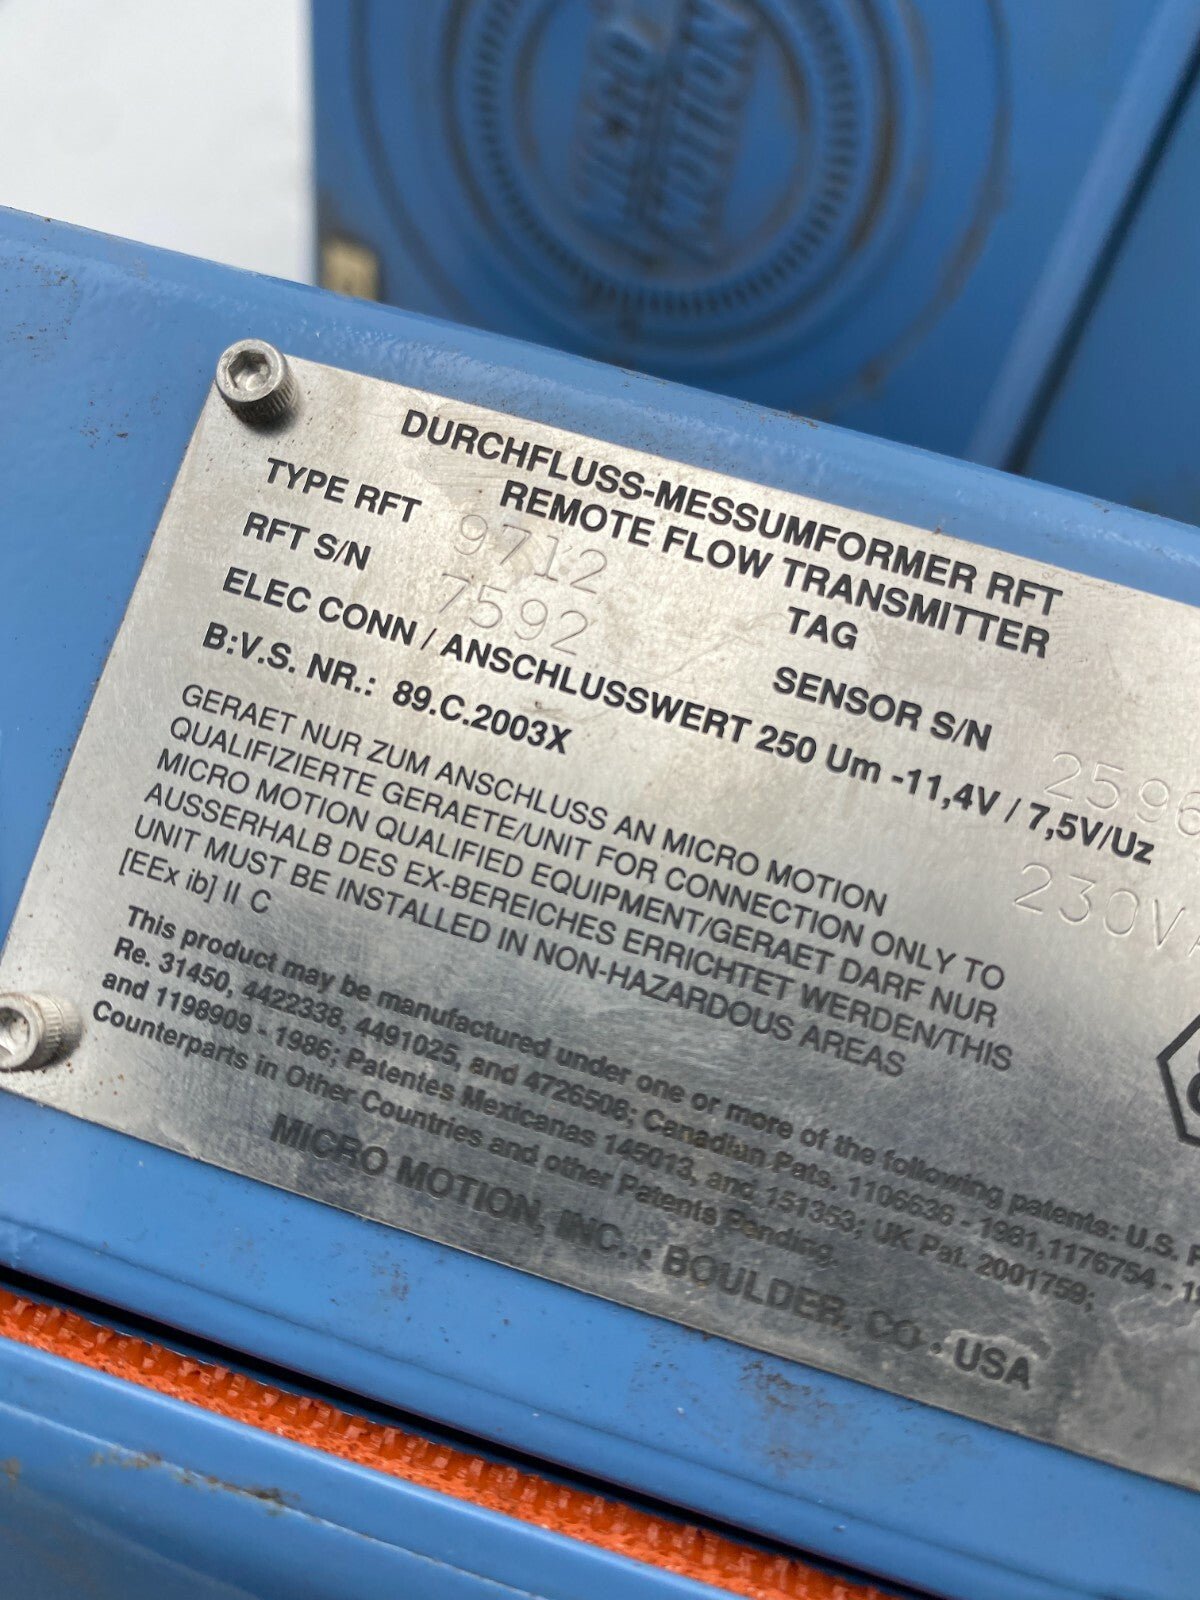 MICRO
MOTION
DURCHFLUSS-MESSUMFORMER RFT
REMOTE FLOW TRANSMITTER
TYPE RFT 9712 TAG
RFT S/N 7592 SENSOR S/N 2596
ELEC CONN / ANSCHLUSSWERT 250 Um -11,4V / 7,5V/Uz 230V
B:V.S. NR.: 89.C.2003X
GERAET NUR ZUM ANSCHLUSS AN MICRO MOTION
QUALIFIZIERTE GERAETE/UNIT FOR CONNECTION ONLY TO
MICRO MOTION QUALIFIED EQUIPMENT/GERAET DARF NUR
AUSSERHALB DES EX-BEREICHES ERRICHTET WERDEN/THIS
UNIT MUST BE INSTALLED IN NON-HAZARDOUS AREAS
[EEx ib] II C
This product may be manufactured under one or more of the following patents: U.S.
Re. 31450, 4422338, 4491025, and 4726508; Canadian Pats. 1106636 - 1981,1176754 -
and 1198909 - 1986; Patentes Mexicanas 145013, and 151353; UK Pat. 2001759;
Counterparts in Other Countries and other Patents Pending.
MICRO MOTION, INC. • BOULDER, CO • USA